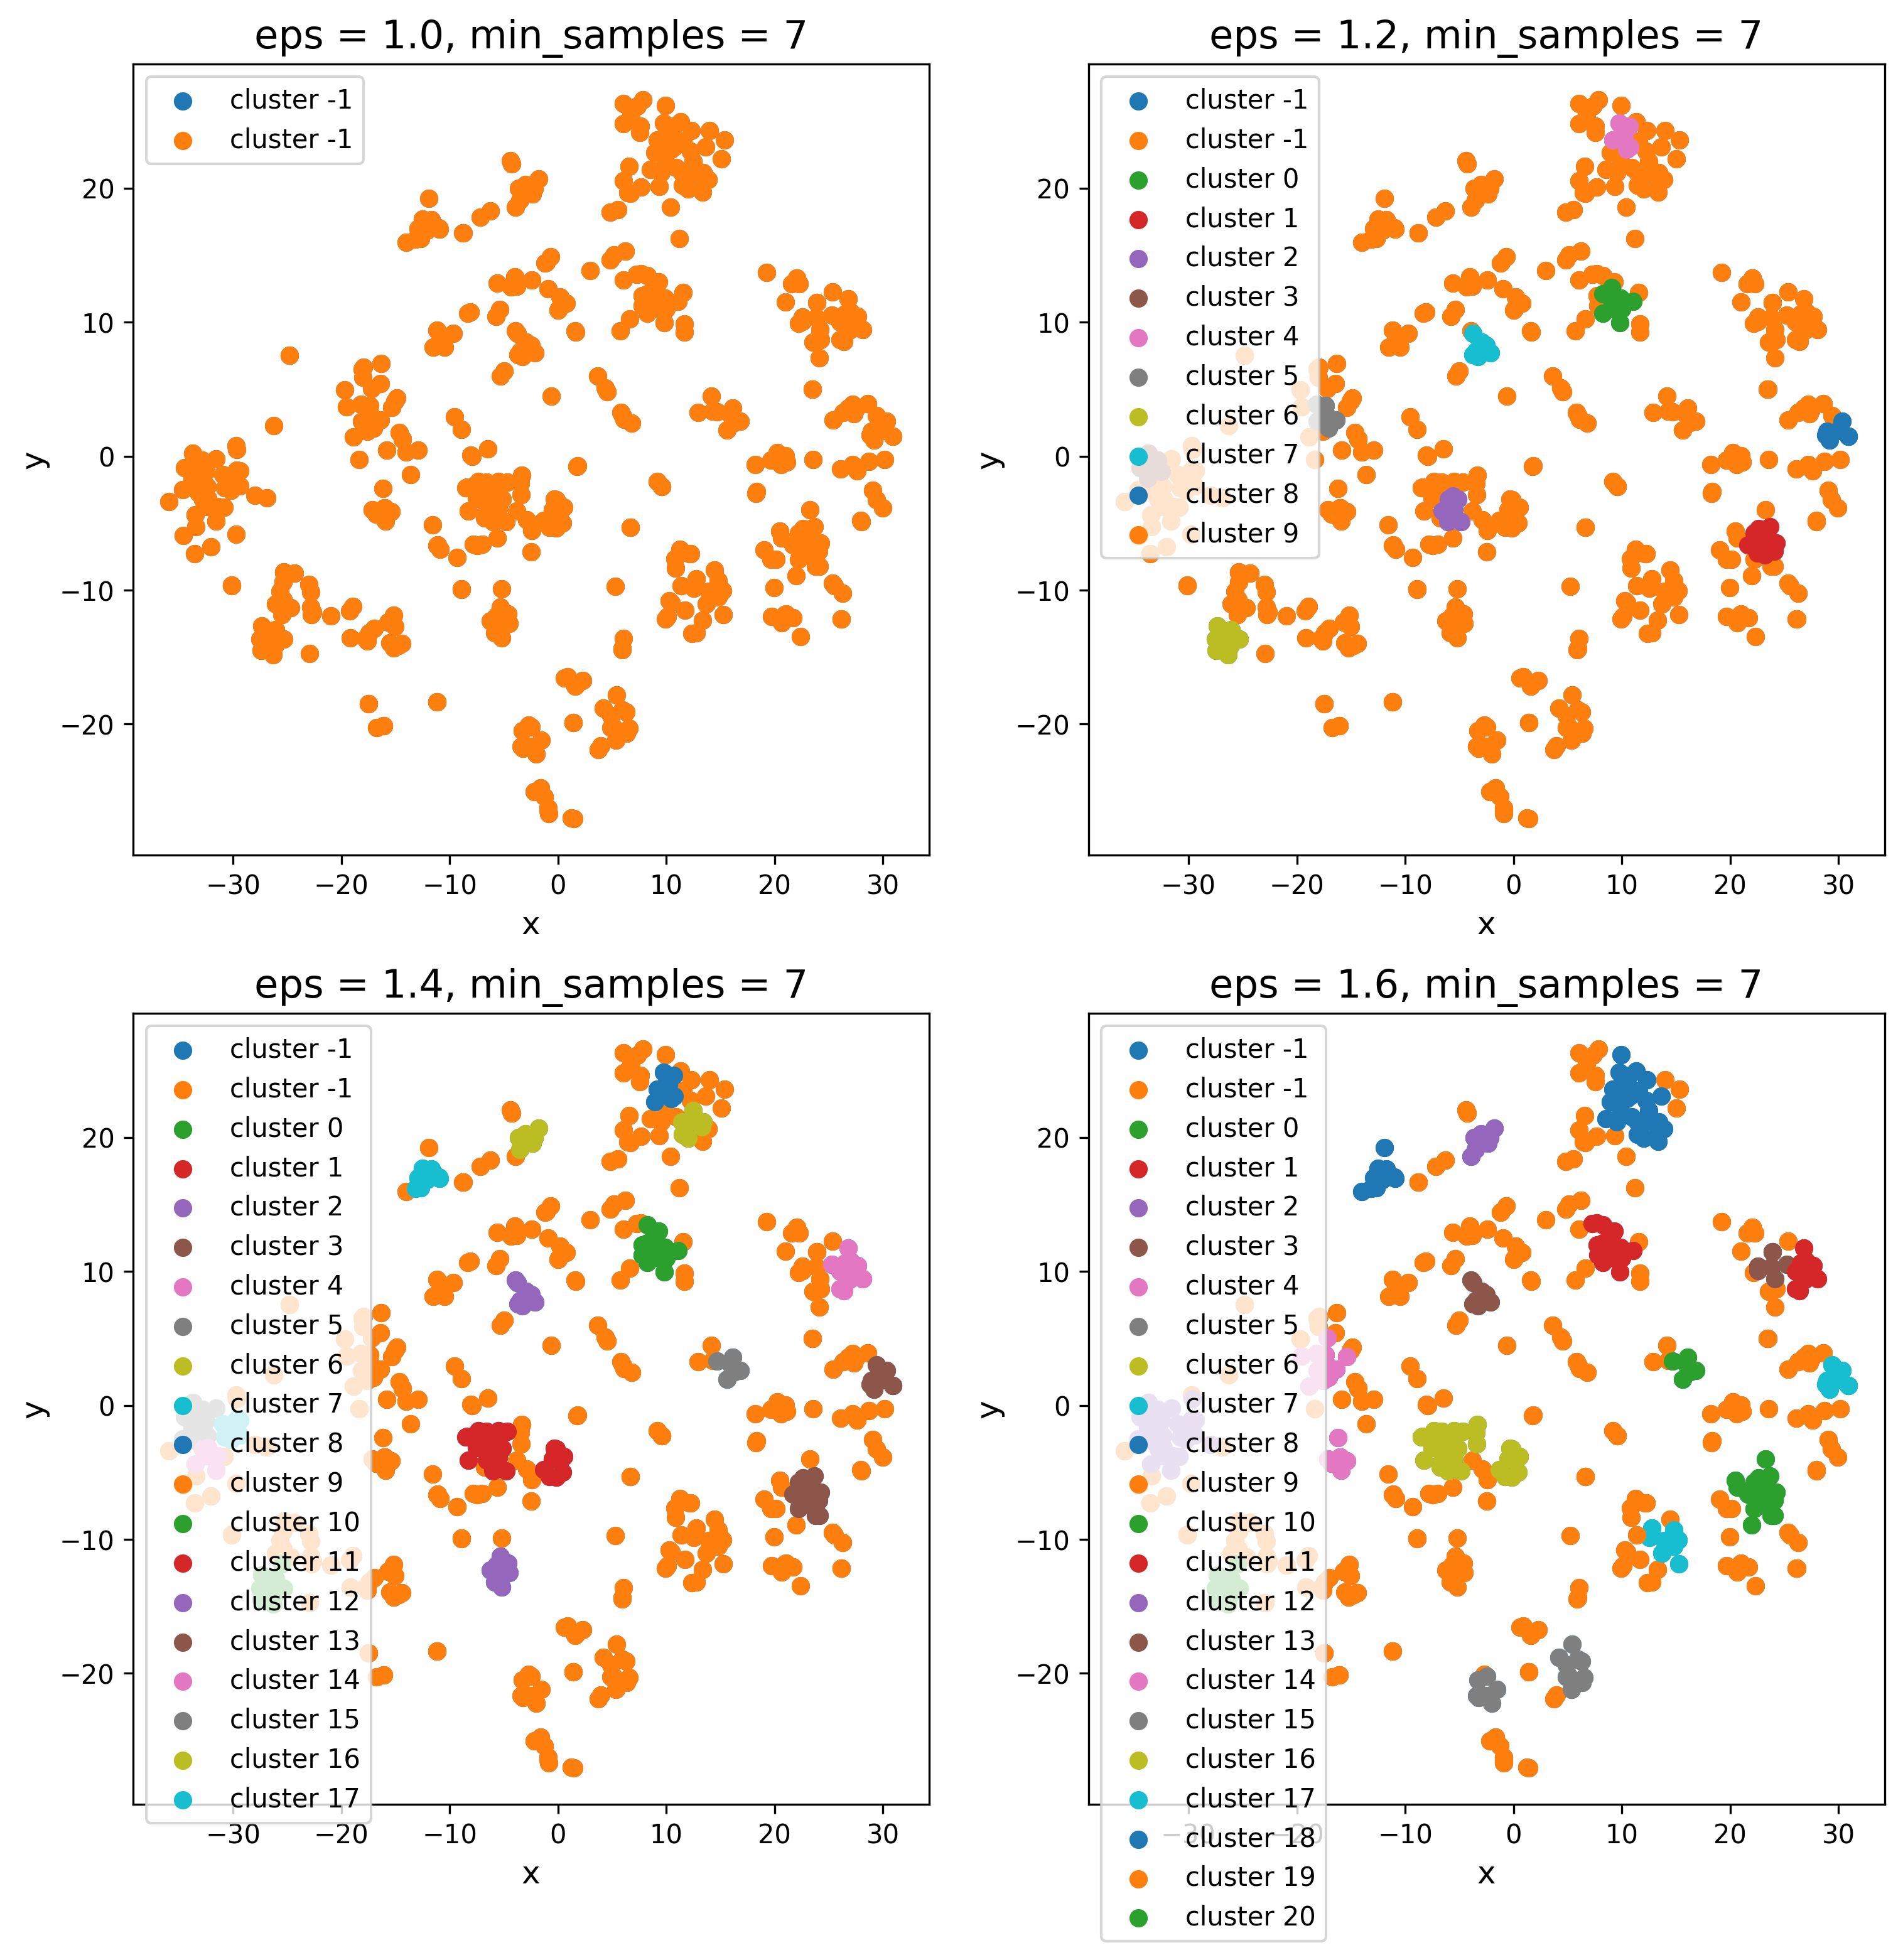 eps = 1.0, min_samples = 7
cluster -1
cluster -1
20
10
0
−10
−20
y
−30
−20
−10
0
10
20
30
x
eps = 1.2, min_samples = 7
cluster -1
cluster -1
cluster 0
cluster 1
cluster 2
cluster 3
cluster 4
cluster 5
cluster 6
cluster 7
cluster 8
cluster 9
20
10
0
−10
−20
y
−30
−20
−10
0
10
20
30
x
eps = 1.4, min_samples = 7
cluster -1
cluster -1
cluster 0
cluster 1
cluster 2
cluster 3
cluster 4
cluster 5
cluster 6
cluster 7
cluster 8
cluster 9
cluster 10
cluster 11
cluster 12
cluster 13
cluster 14
cluster 15
cluster 16
cluster 17
20
10
0
−10
−20
y
−30
−20
−10
0
10
20
30
x
eps = 1.6, min_samples = 7
cluster -1
cluster -1
cluster 0
cluster 1
cluster 2
cluster 3
cluster 4
cluster 5
cluster 6
cluster 7
cluster 8
cluster 9
cluster 10
cluster 11
cluster 12
cluster 13
cluster 14
cluster 15
cluster 16
cluster 17
cluster 18
cluster 19
cluster 20
20
10
0
−10
−20
y
−30
−20
−10
0
10
20
30
x